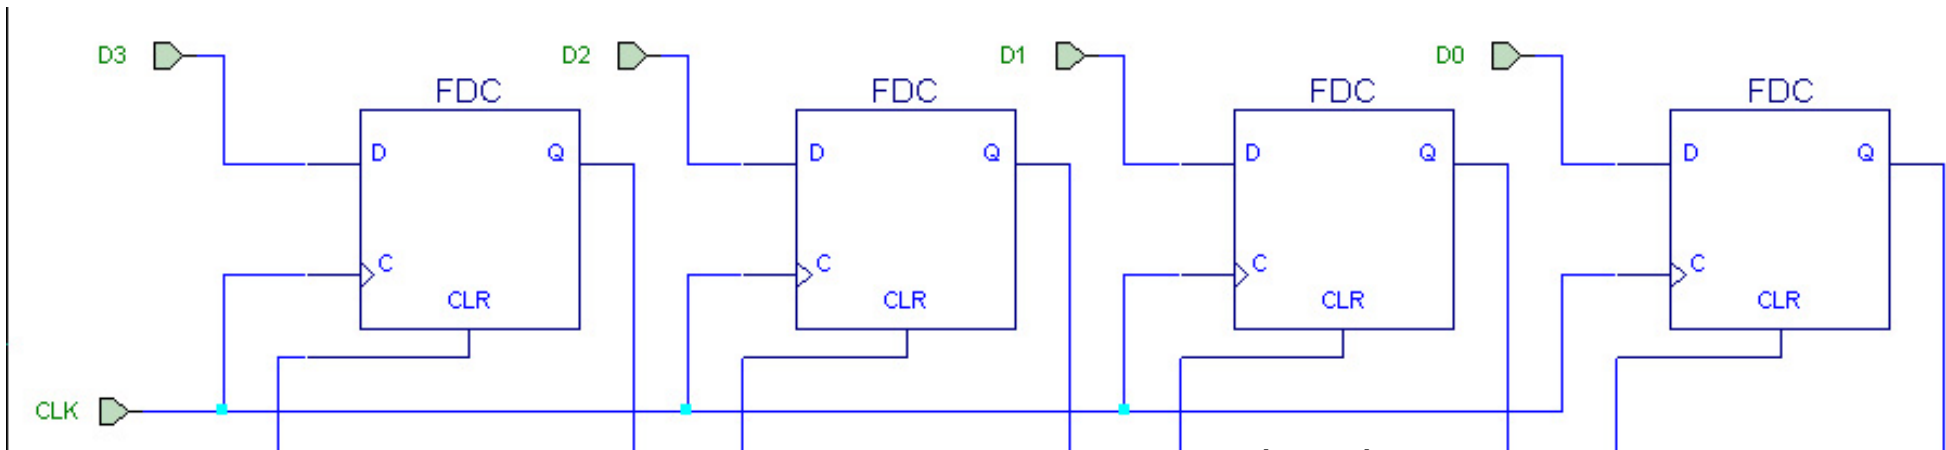 D3 D2 D1 D0
FDC FDC FDC FDC
D Q D Q D Q D Q
C C C C
CLR CLR CLR CLR
CLK